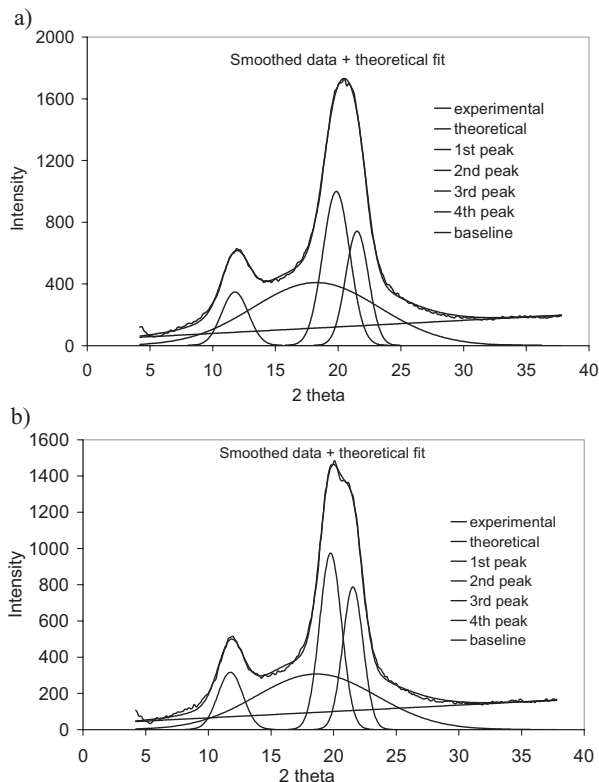 a)
2000
Smoothed data + theoretical fit
1600
experimental
theoretical
1st peak
1200
2nd peak
3rd peak
4th peak
800
baseline
400
0
Intensity
0 5 10 15 20 25 30 35 40
2 theta
b)
1600
Smoothed data + theoretical fit
1400
1200
experimental
theoretical
1000
1st peak
2nd peak
800
3rd peak
4th peak
600
baseline
400
200
0
Intensity
0 5 10 15 20 25 30 35 40
2 theta